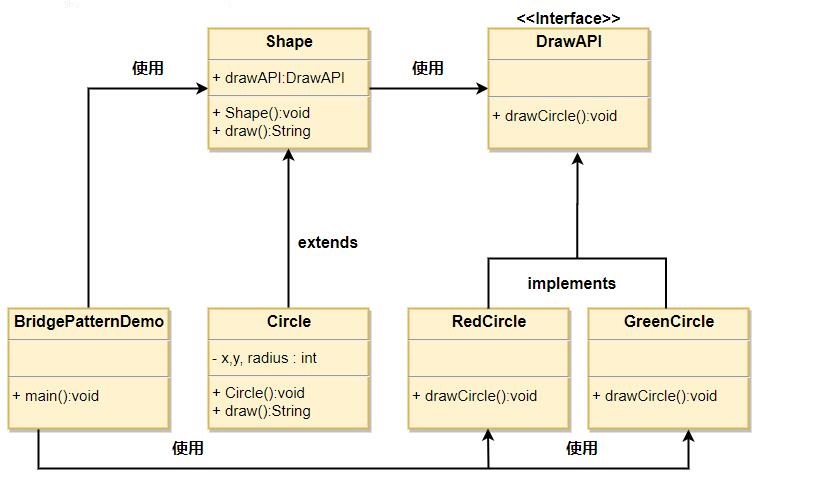 <<Interface>>
Shape
DrawAPI
使用
+ drawAPI:DrawAPI
使用
+ Shape():void
+ draw():String
+ drawCircle():void
extends
implements
BridgePatternDemo
Circle
RedCircle
GreenCircle
- x,y, radius : int
+ main():void
+ Circle():void
+ draw():String
+ drawCircle():void
+ drawCircle():void
使用
使用